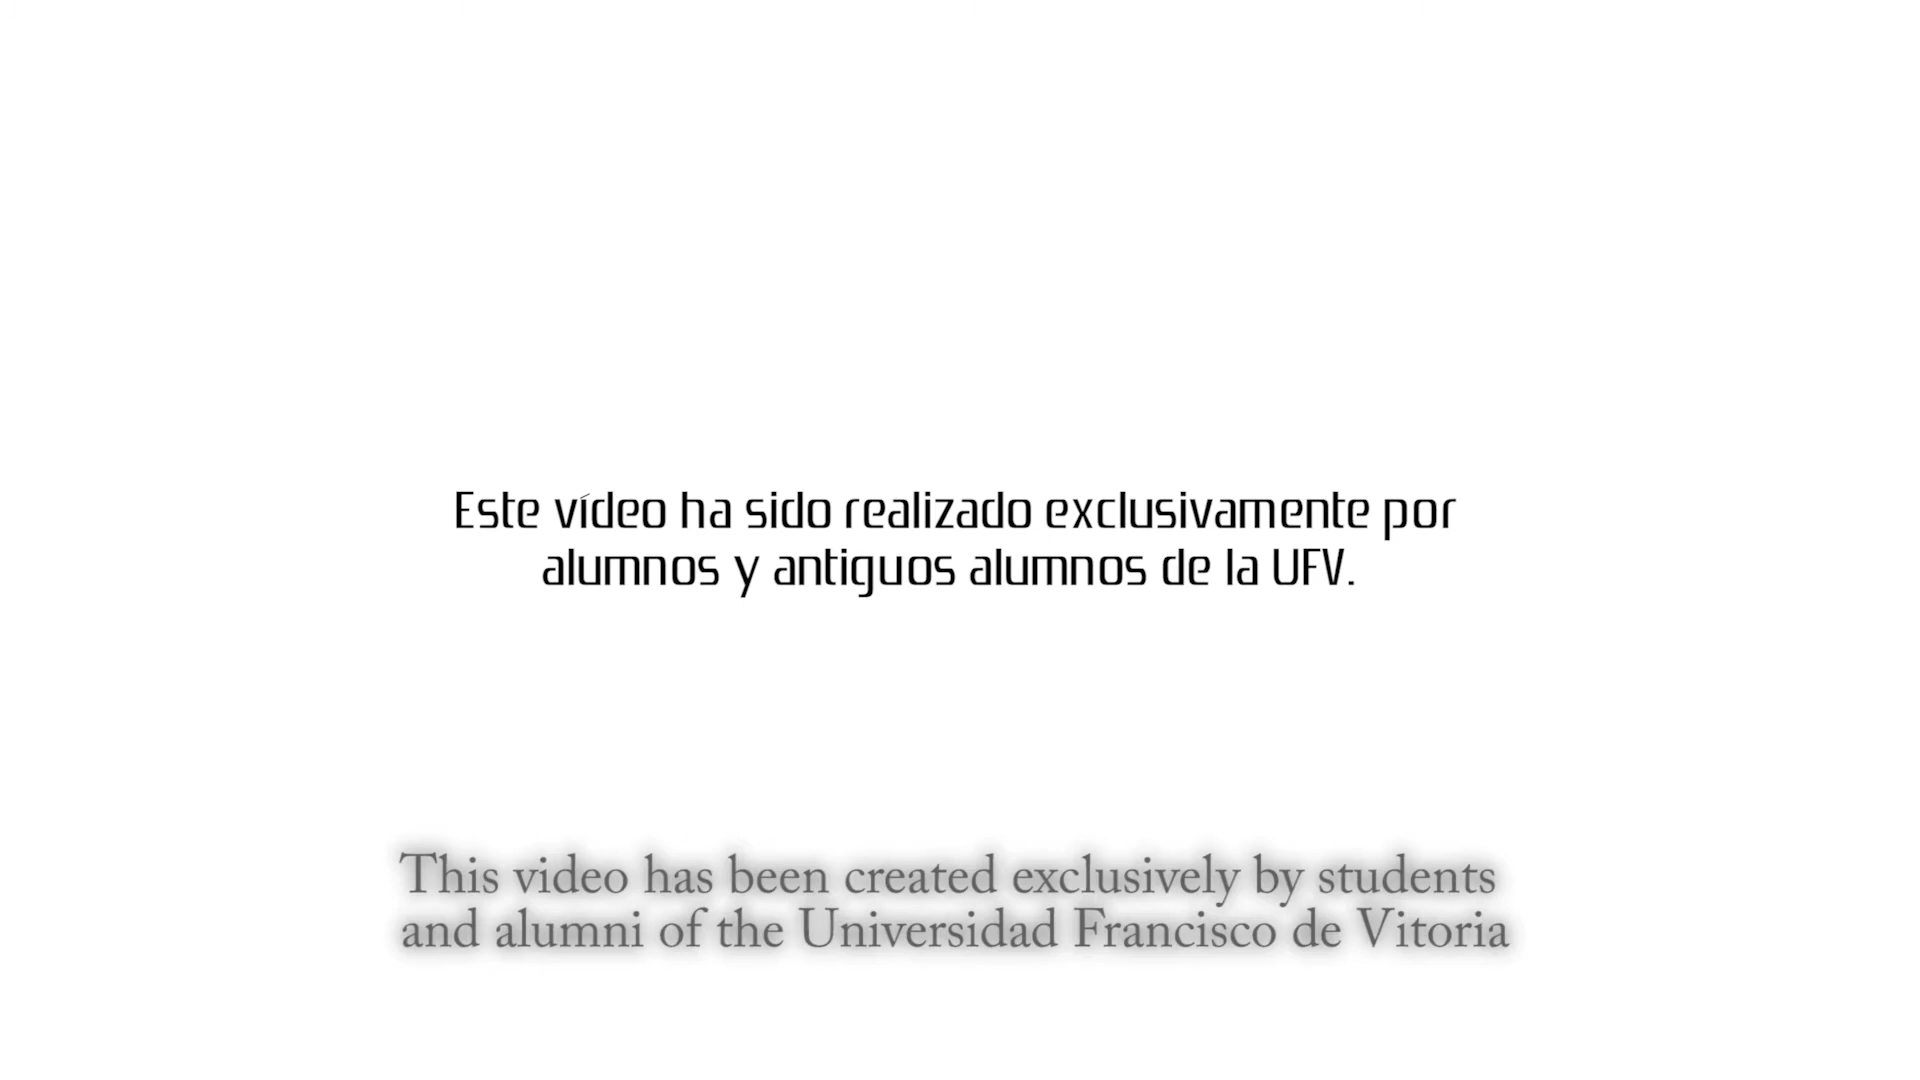 Este vídeo ha sido realizado exclusivamente por
alumnos y antiguos alumnos de la UFV.
This video has been created exclusively by students
and alumni of the Universidad Francisco de Vitoria